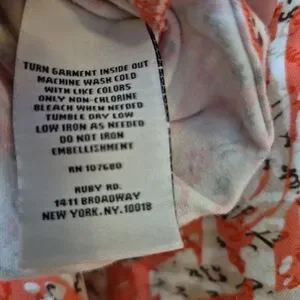 TURN GARMENT INSIDE OUT
MACHINE WASH COLD
WITH LIKE COLORS
ONLY NON-CHLORINE
BLEACH WHEN NEEDED
TUMBLE DRY LOW
LOW IRON AS NEEDED
DO NOT IRON
EMBELLISHMENT
RN 107680
RUBY RD.
1411 BROADWAY
NEW YORK, NY. 10018